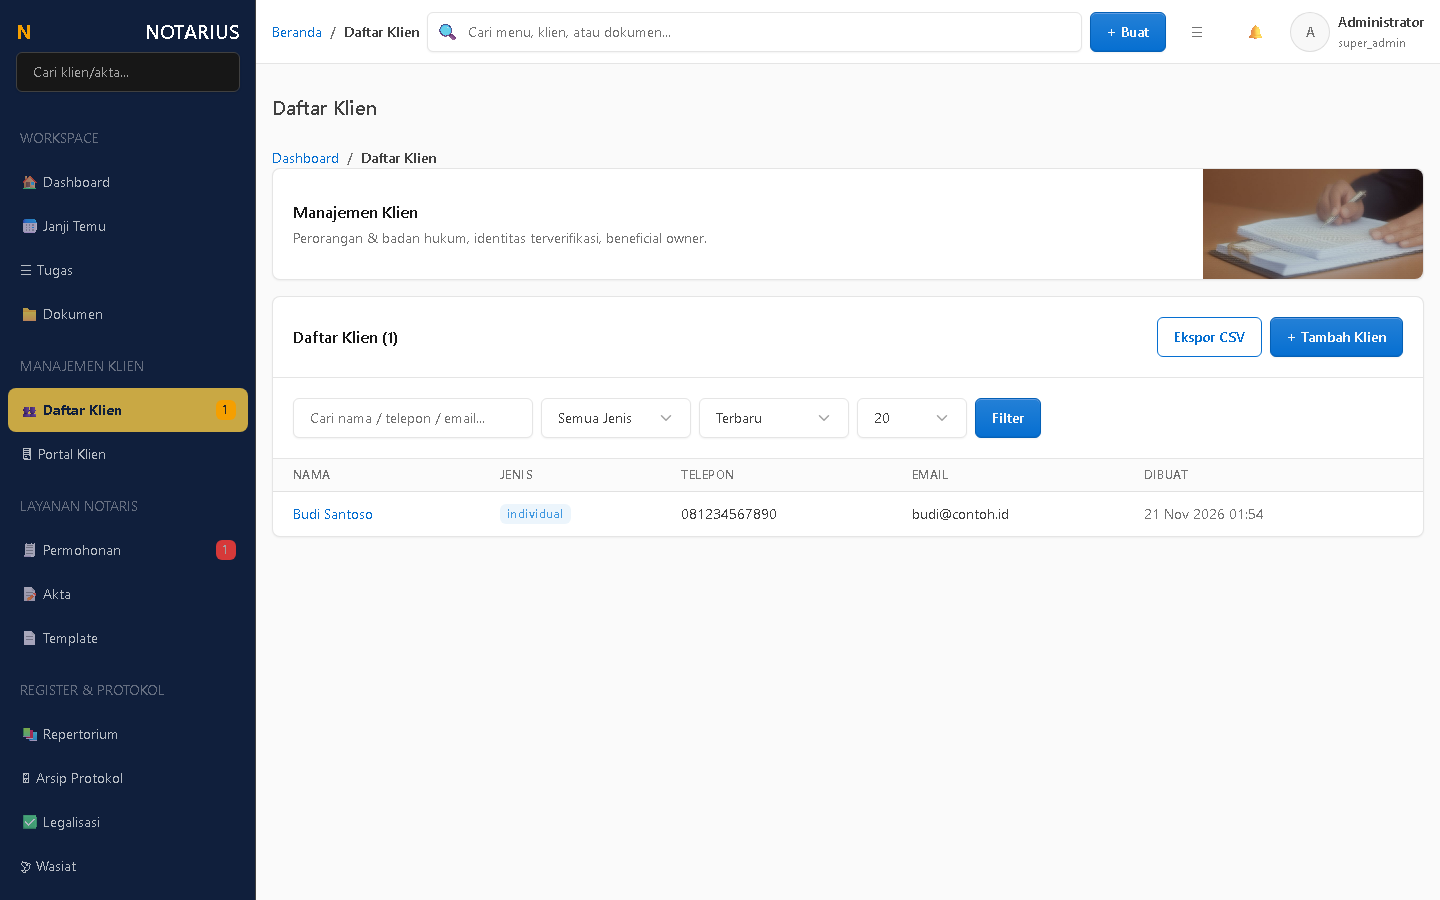 N NOTARIUS
Cari klien/akta...
WORKSPACE
Dashboard
Janji Temu
Tugas
Dokumen
MANAJEMEN KLIEN
Daftar Klien 1
Portal Klien
LAYANAN NOTARIS
Permohonan 1
Akta
Template
REGISTER & PROTOKOL
Repertorium
Arsip Protokol
Legalisasi
Wasiat
Beranda / Daftar Klien
Cari menu, klien, atau dokumen...
+ Buat
A
Administrator
super_admin
Daftar Klien
Dashboard / Daftar Klien
Manajemen Klien
Perorangan & badan hukum, identitas terverifikasi, beneficial owner.
Daftar Klien (1)
Ekspor CSV
+ Tambah Klien
Cari nama / telepon / email...
Semua Jenis
Terbaru
20
Filter
NAMA JENIS TELEPON EMAIL DIBUAT
Budi Santoso individual 081234567890 budi@contoh.id 21 Nov 2026 01:54